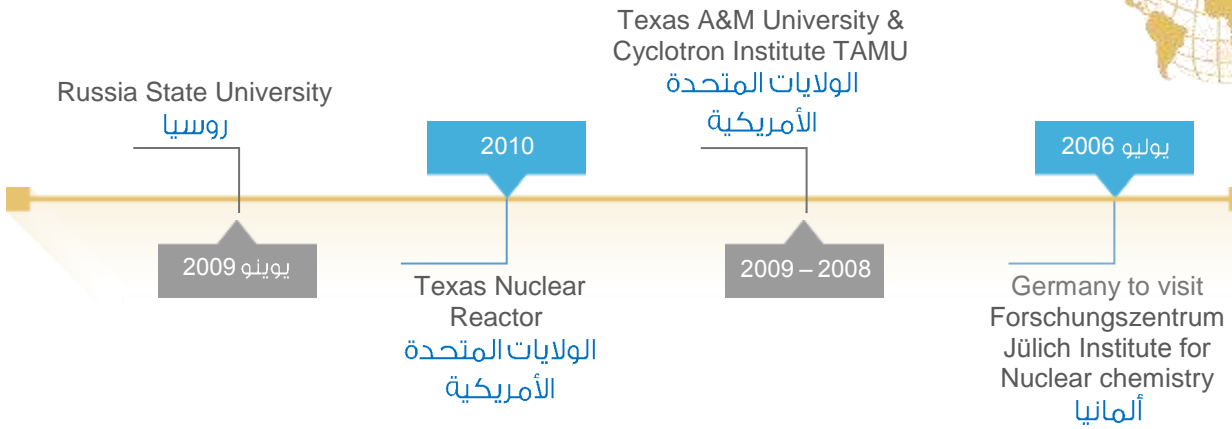 Texas A&M University &
Cyclotron Institute TAMU
الولايات المتحدة
الأمريكية
Russia State University
روسيا
2010
يوليو 2006
يوينو 2009
2009 – 2008
Texas Nuclear
Reactor
الولايات المتحدة
الأمريكية
Germany to visit
Forschungszentrum
Jülich Institute for
Nuclear chemistry
ألمانيا